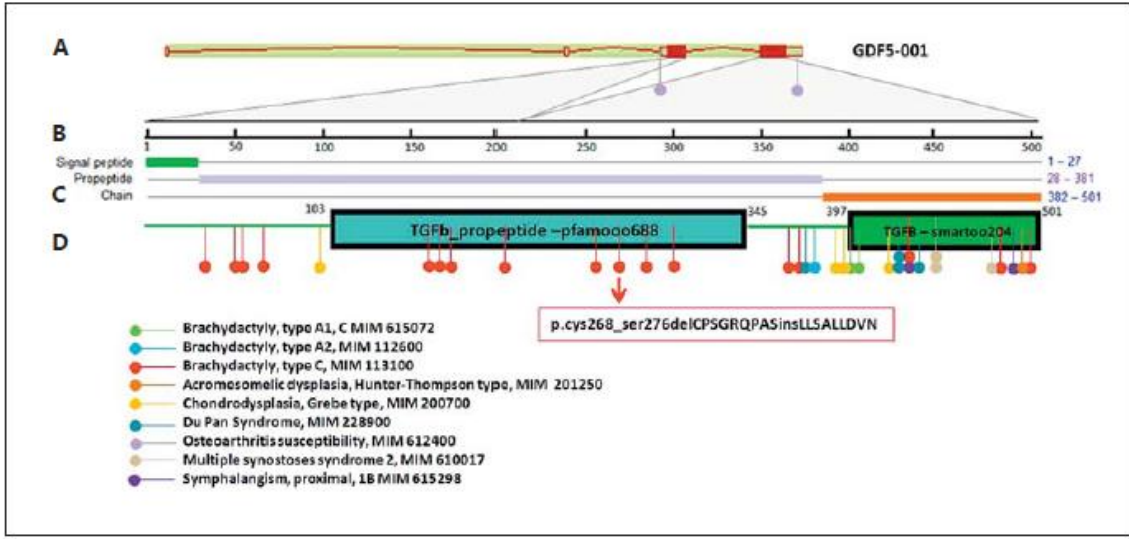 A
GDF5-001
B
1 50 100 150 200 250 300 350 400 450 500
Signal peptide 1 – 27
Propeptide 28 – 381
C Chain 382 – 501
103 345 397 501
D TGFb_propeptide –pfam000688 TGFB – smart00204
p.cys268_ser276delCPSGRQPASinsLLSALLDVN
Brachydactyly, type A1, C MIM 615072
Brachydactyly, type A2, MIM 112600
Brachydactyly, type C, MIM 113100
Acromesomelic dysplasia, Hunter-Thompson type, MIM 201250
Chondrodysplasia, Grebe type, MIM 200700
Du Pan Syndrome, MIM 228900
Osteoarthritis susceptibility, MIM 612400
Multiple synostoses syndrome 2, MIM 610017
Symphalangism, proximal, 1B MIM 615298